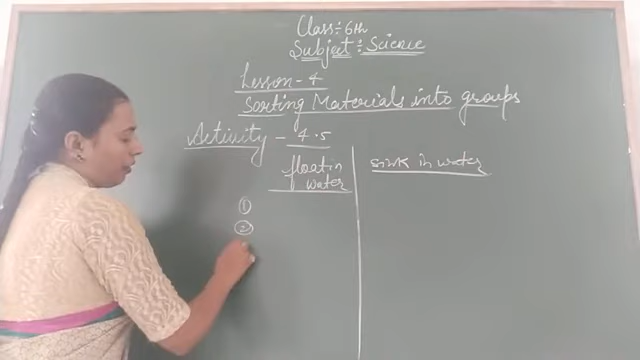 Class÷6th
Subject÷Science
Lesson-4
Sorting Materials into groups
Activity - 4.5
float in water
sink in water
①
②